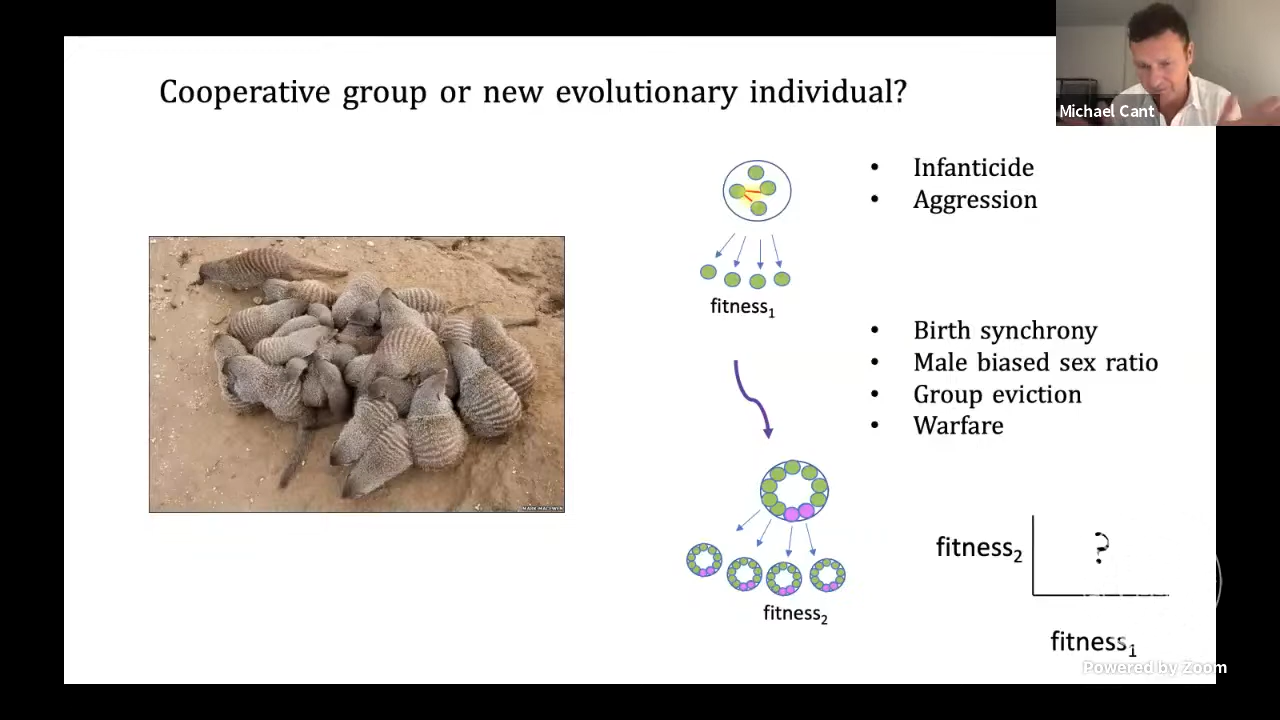 Cooperative group or new evolutionary individual?
Michael Cant
• Infanticide
• Aggression
fitness₁
• Birth synchrony
• Male biased sex ratio
• Group eviction
• Warfare
fitness₂
?
fitness₂
fitness₁
Powered by Zoom